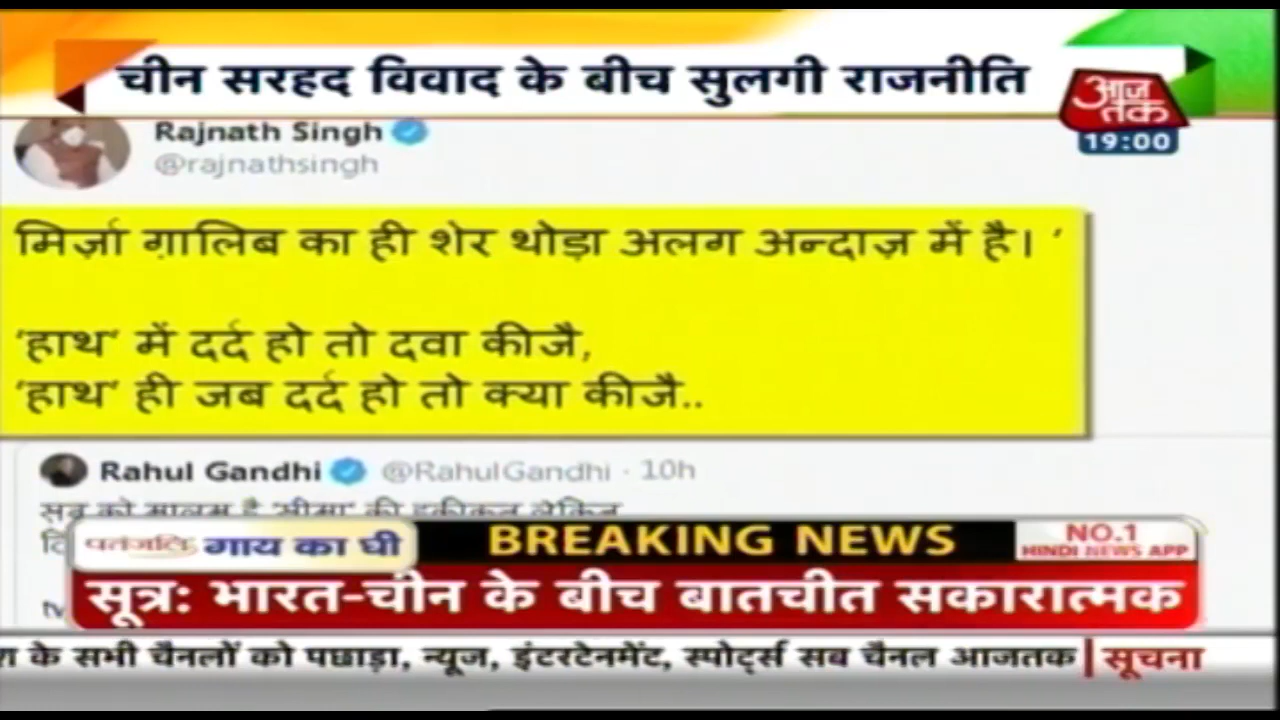 चीन सरहद विवाद के बीच सुलगी राजनीति
आज
तक
19:00
Rajnath Singh
@rajnathsingh
मिर्ज़ा ग़ालिब का ही शेर थोड़ा अलग अन्दाज़ में है। ‘
‘हाथ’ में दर्द हो तो दवा कीजै,
‘हाथ’ ही जब दर्द हो तो क्या कीजै..
Rahul Gandhi @RahulGandhi · 10h
सब को मालूम है ‘सीमा’ की हक़ीक़त लेकिन
पतंजलि गाय का घी
BREAKING NEWS
NO.1
HINDI NEWS APP
सूत्र: भारत-चीन के बीच बातचीत सकारात्मक
के सभी चैनलों को पछाड़ा, न्यूज, इंटरटेनमेंट, स्पोर्ट्स सब चैनल आजतक
सूचना